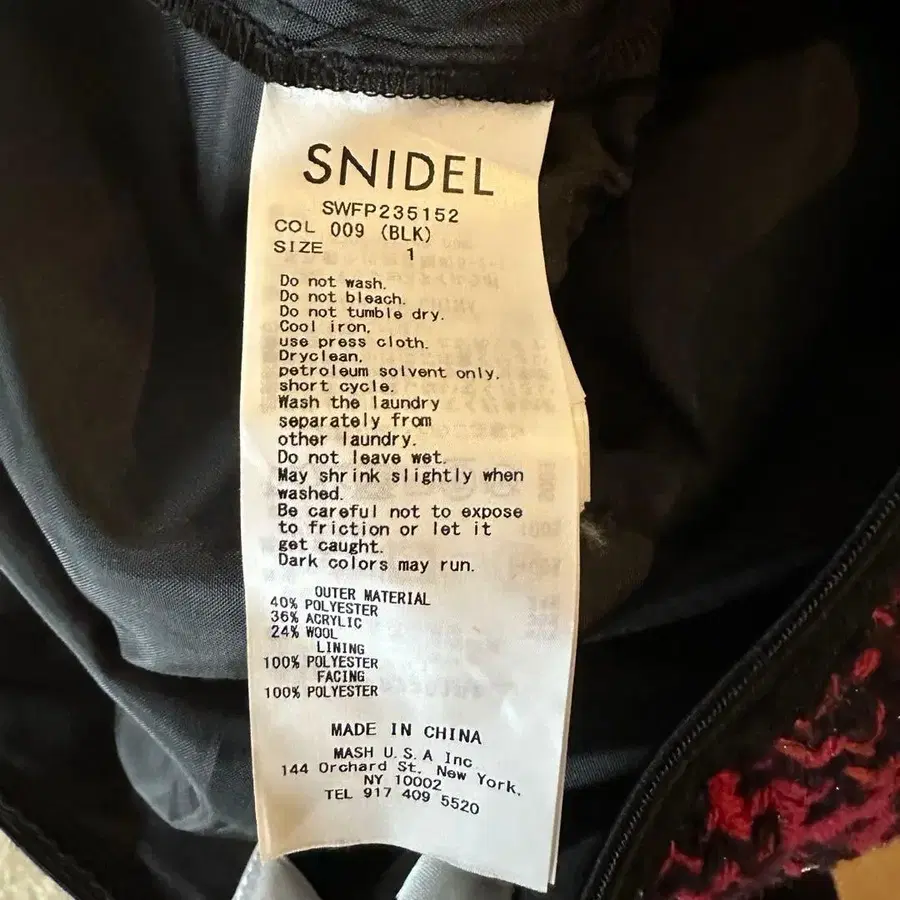 SNIDEL
SWFP235152
COL 009 (BLK)
SIZE 1
Do not wash.
Do not bleach.
Do not tumble dry.
Cool iron,
use press cloth.
Dryclean,
petroleum solvent only,
short cycle.
Wash the laundry
separately from
other laundry.
Do not leave wet.
May shrink slightly when
washed.
Be careful not to expose
to friction or let it
get caught.
Dark colors may run.
OUTER MATERIAL
40% POLYESTER
36% ACRYLIC
24% WOOL
LINING
100% POLYESTER
FACING
100% POLYESTER
MADE IN CHINA
MASH U.S.A Inc
144 Orchard St. New York,
NY 10002
TEL 917 409 5520